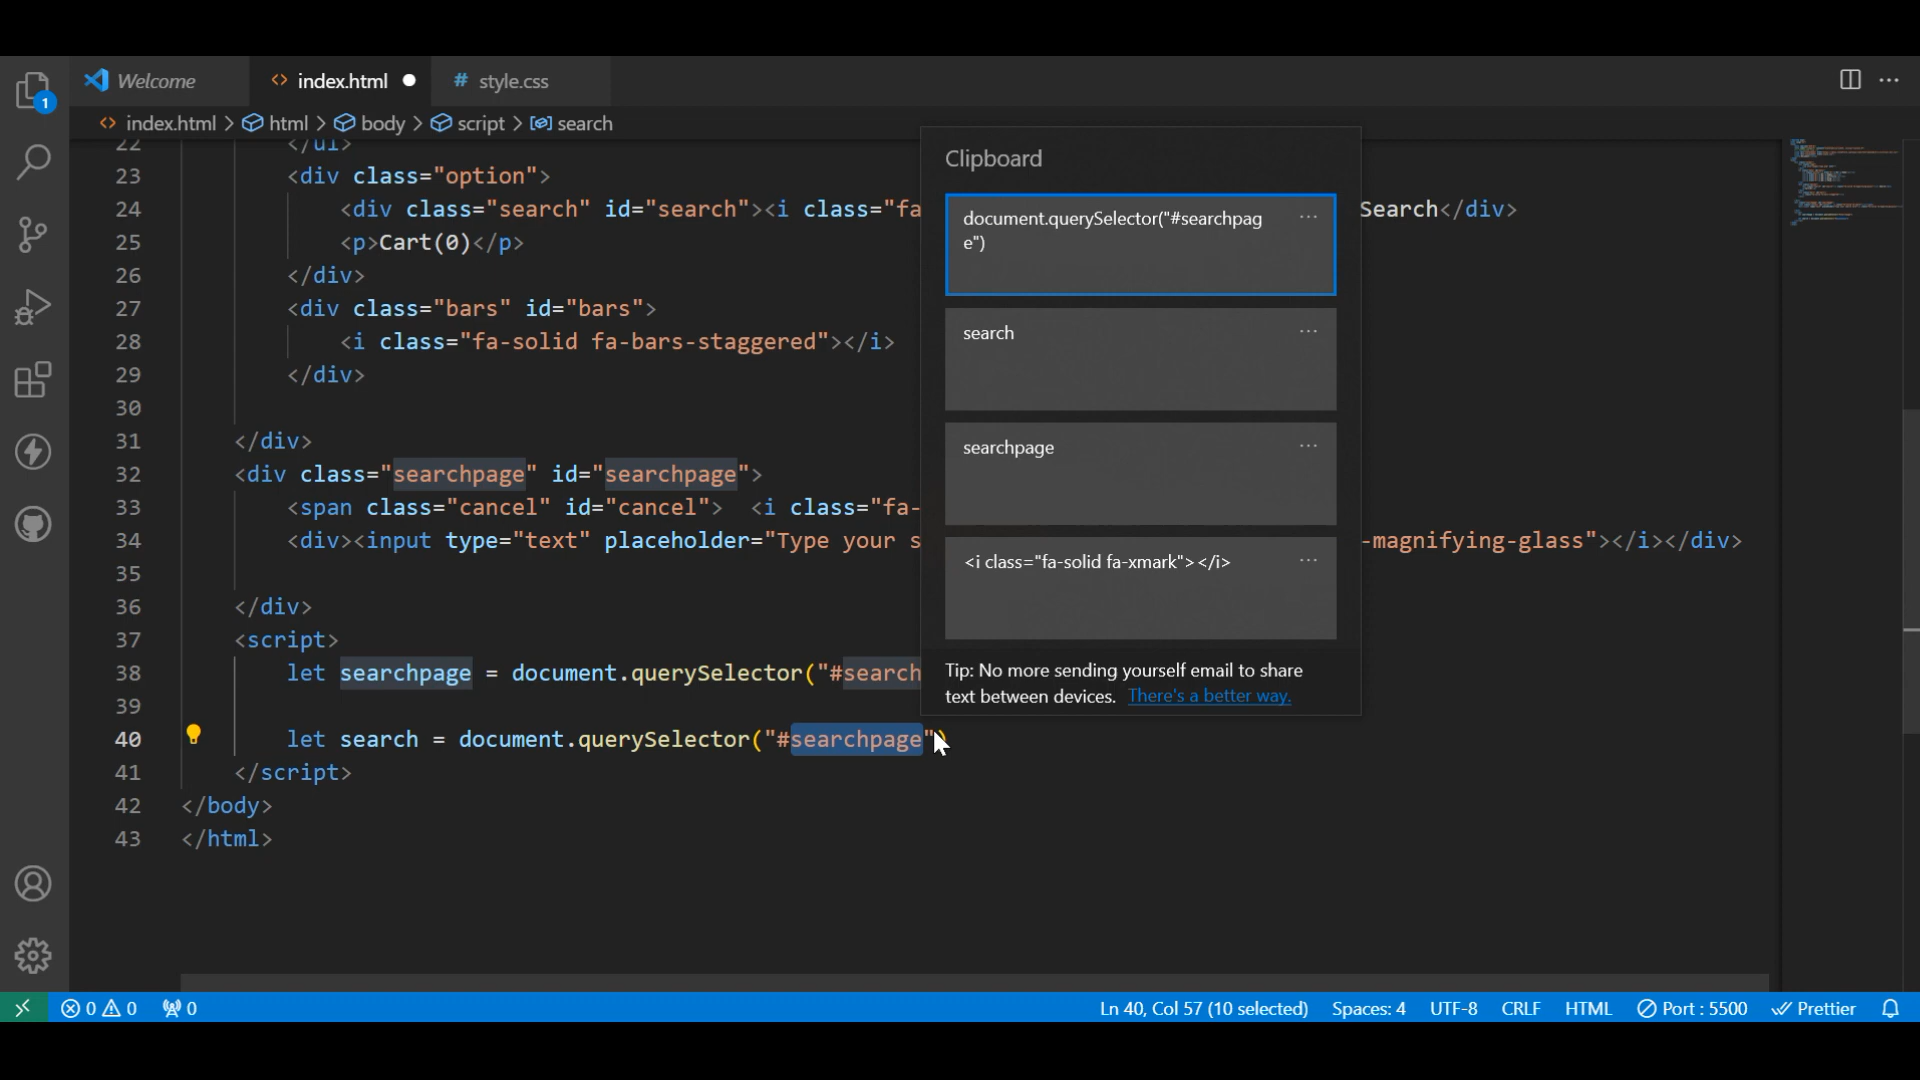 Welcome
index.html
# style.css
1
<> index.html > html > body > script > search
22 </ul>
23 <div class="option">
24 <div class="search" id="search"><i class="fa Search</div>
25 <p>Cart(0)</p>
26 </div>
27 <div class="bars" id="bars">
28 <i class="fa-solid fa-bars-staggered"></i>
29 </div>
30
31 </div>
32 <div class="searchpage" id="searchpage">
33 <span class="cancel" id="cancel"> <i class="fa-
34 <div><input type="text" placeholder="Type your s -magnifying-glass"></i></div>
35
36 </div>
37 <script>
38 let searchpage = document.querySelector("#search
39
40 let search = document.querySelector("#searchpage")
41 </script>
42 </body>
43 </html>
Clipboard
document.querySelector("#searchpag
e")
search
searchpage
<i class="fa-solid fa-xmark"></i>
Tip: No more sending yourself email to share
text between devices. There's a better way.
0 0 0 Ln 40, Col 57 (10 selected) Spaces: 4 UTF-8 CRLF HTML Port : 5500 Prettier